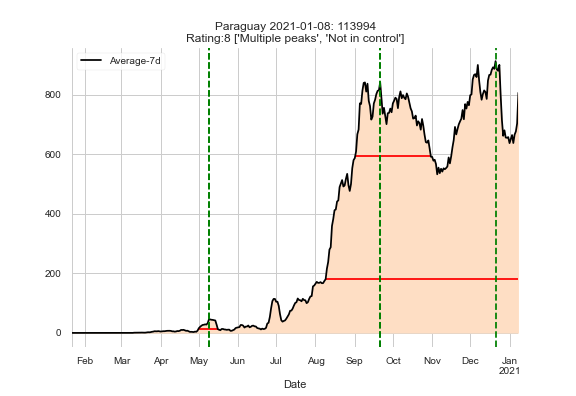 Paraguay 2021-01-08: 113994
Rating:8 ['Multiple peaks', 'Not in control']
Average-7d
800
600
400
200
0
Feb Mar Apr May Jun Jul Aug Sep Oct Nov Dec Jan
2021
Date